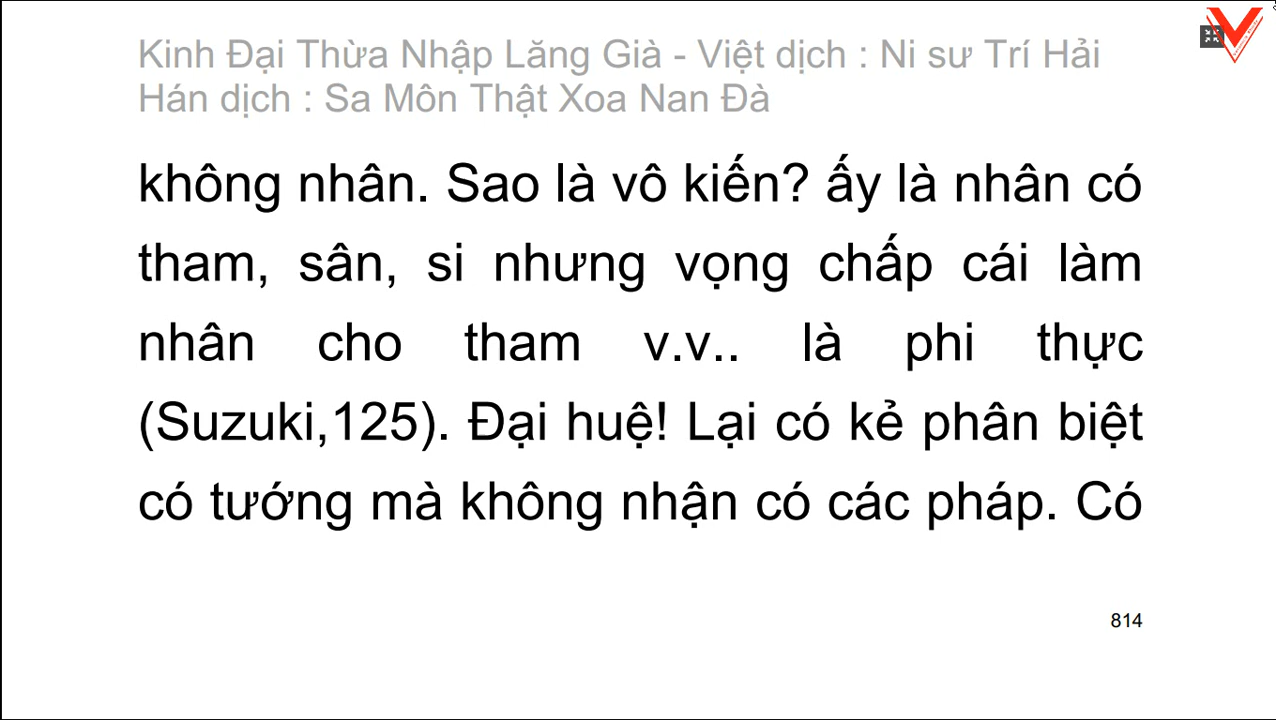 Kinh Đại Thừa Nhập Lăng Già - Việt dịch : Ni sư Trí Hải
Hán dịch : Sa Môn Thật Xoa Nan Đà
không nhân. Sao là vô kiến? ấy là nhân có
tham, sân, si nhưng vọng chấp cái làm
nhân cho tham v.v.. là phi thực
(Suzuki,125). Đại huệ! Lại có kẻ phân biệt
có tướng mà không nhận có các pháp. Có
814